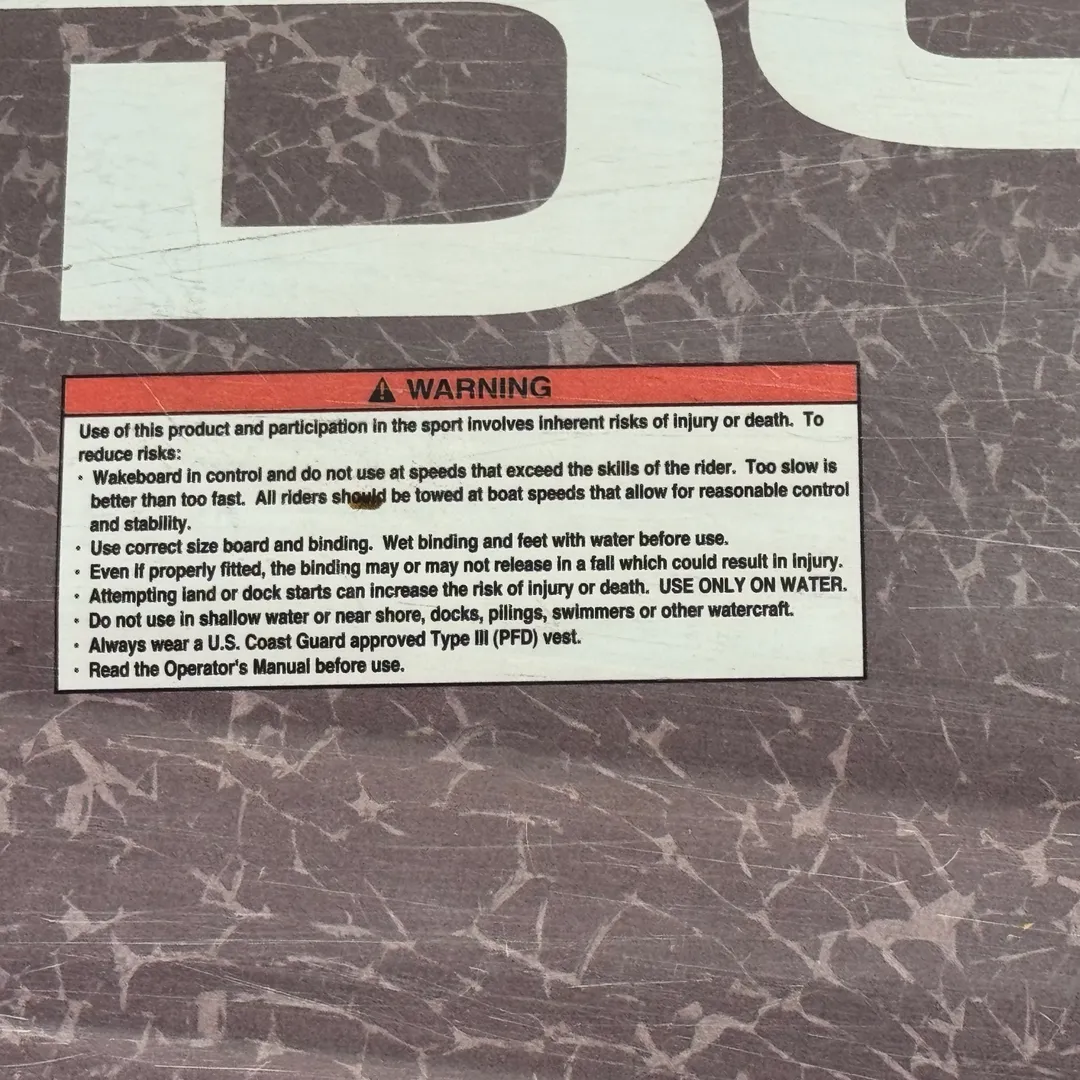 WARNING
Use of this product and participation in the sport involves inherent risks of injury or death. To
reduce risks:
• Wakeboard in control and do not use at speeds that exceed the skills of the rider. Too slow is
better than too fast. All riders should be towed at boat speeds that allow for reasonable control
and stability.
• Use correct size board and binding. Wet binding and feet with water before use.
• Even if properly fitted, the binding may or may not release in a fall which could result in injury.
• Attempting land or dock starts can increase the risk of injury or death. USE ONLY ON WATER.
• Do not use in shallow water or near shore, docks, pilings, swimmers or other watercraft.
• Always wear a U.S. Coast Guard approved Type III (PFD) vest.
• Read the Operator's Manual before use.